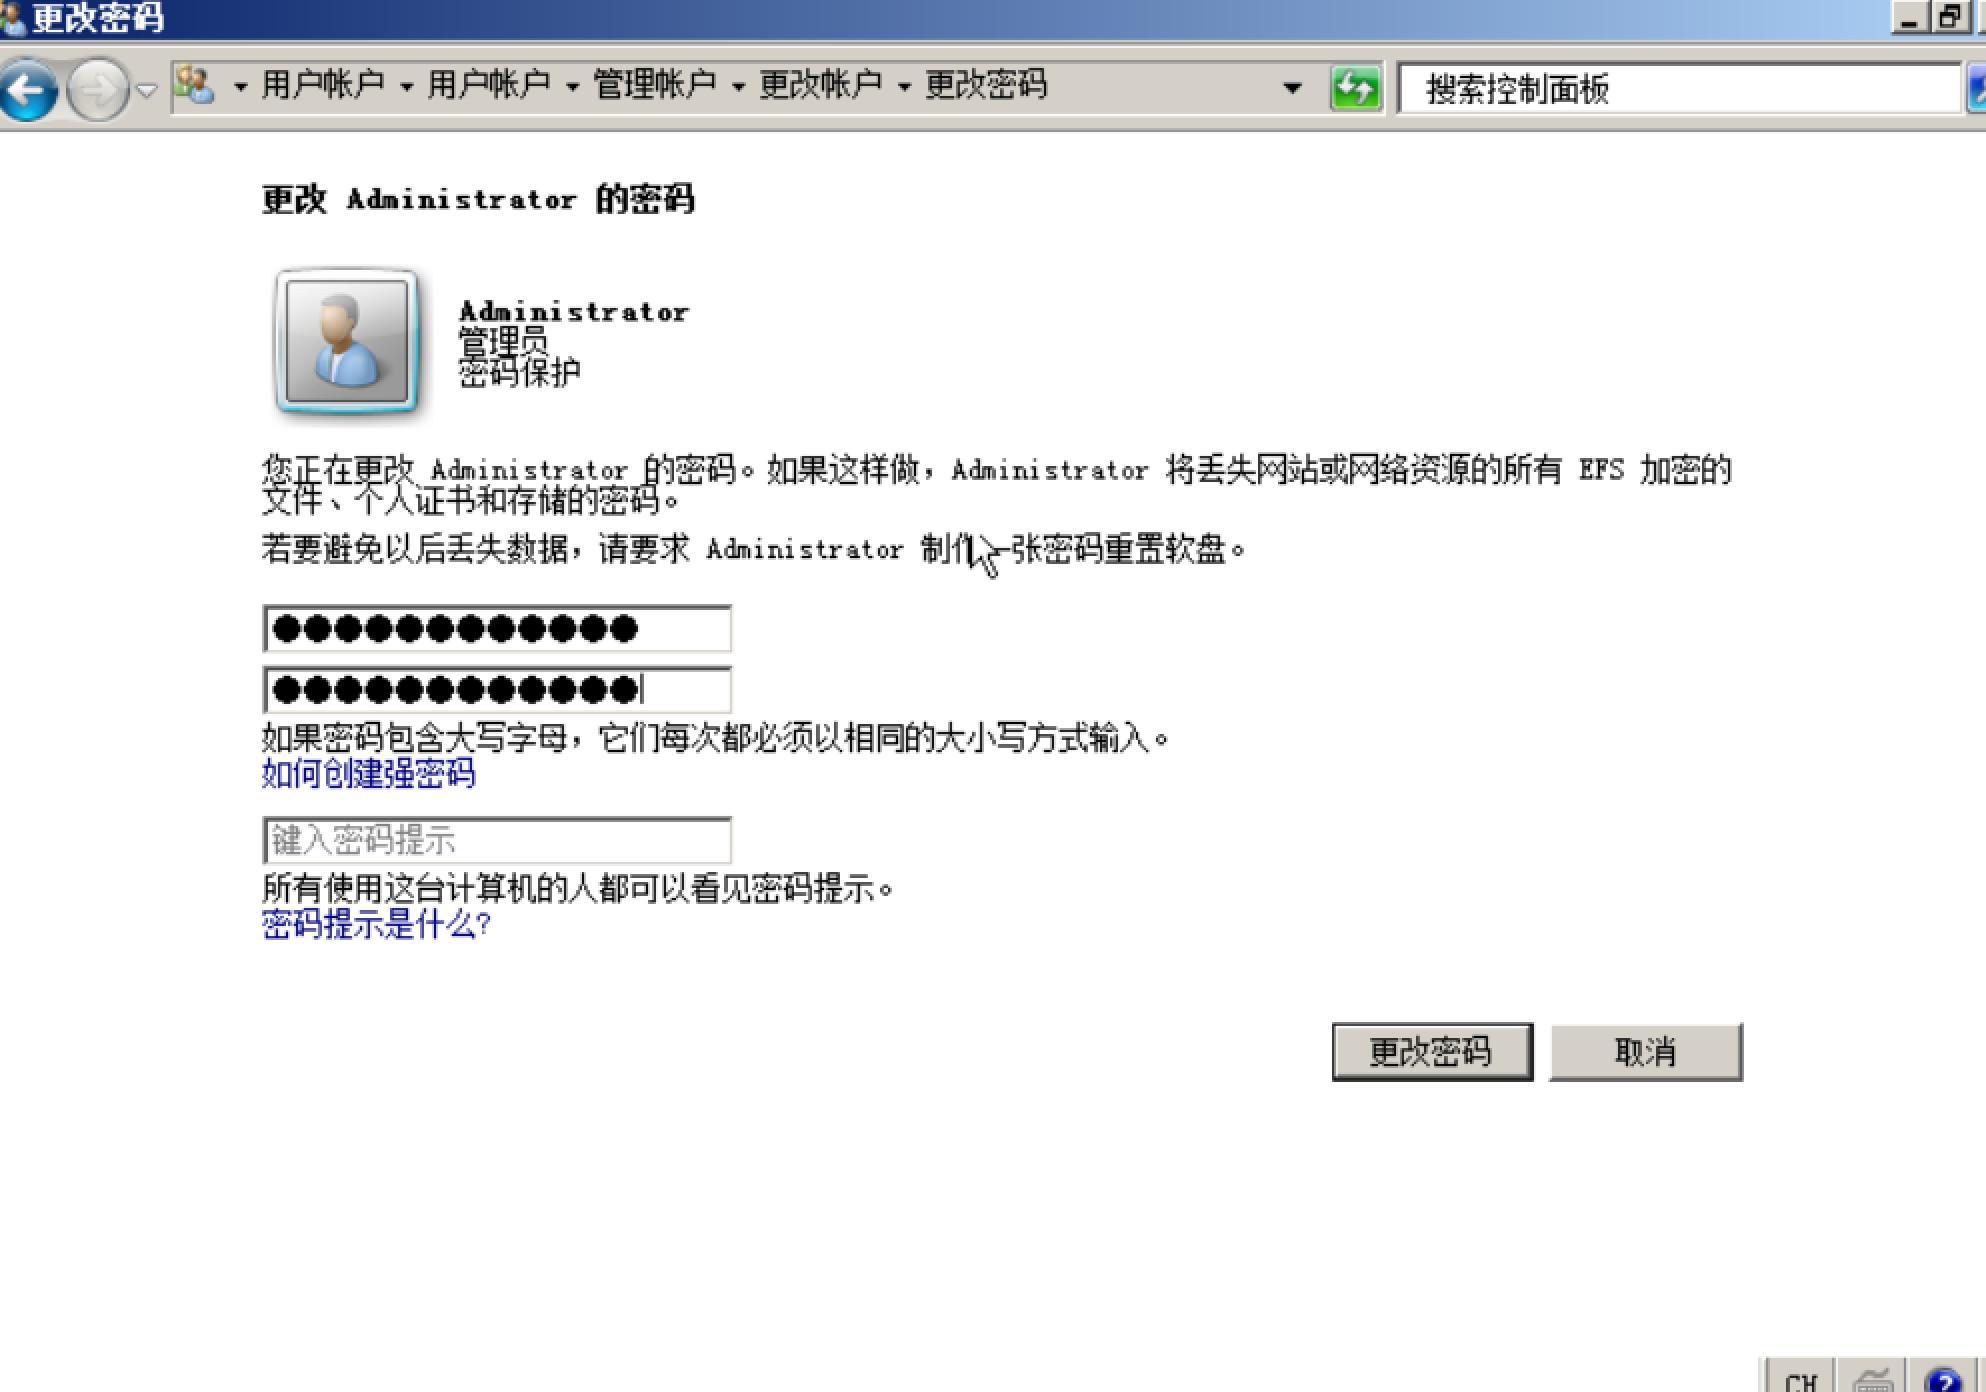 更改密码
用户帐户 用户帐户 管理帐户 更改帐户 更改密码
搜索控制面板
更改 Administrator 的密码
Administrator
管理员
密码保护
您正在更改 Administrator 的密码。如果这样做，Administrator 将丢失网站或网络资源的所有 EFS 加密的
文件、个人证书和存储的密码。
若要避免以后丢失数据，请要求 Administrator 制作一张密码重置软盘。
如果密码包含大写字母，它们每次都必须以相同的大小写方式输入。
如何创建强密码
键入密码提示
所有使用这台计算机的人都可以看见密码提示。
密码提示是什么?
更改密码
取消
CH